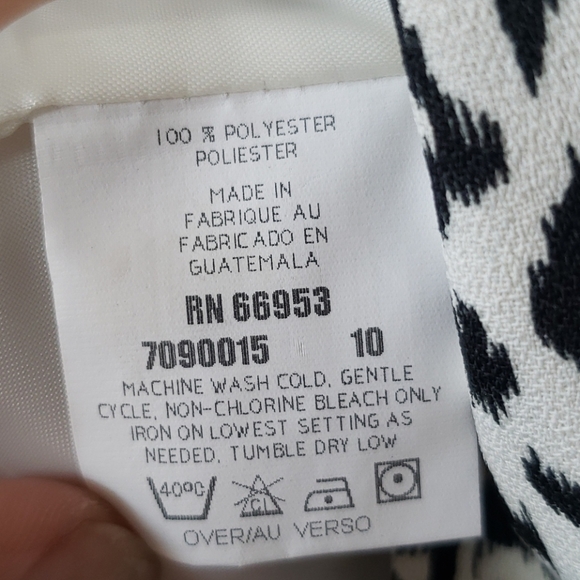 100 % POLYESTER
POLIESTER
MADE IN
FABRIQUE AU
FABRICADO EN
GUATEMALA
RN 66953
7090015 10
MACHINE WASH COLD, GENTLE
CYCLE, NON-CHLORINE BLEACH ONLY
IRON ON LOWEST SETTING AS
NEEDED, TUMBLE DRY LOW
40ºC CL
OVER/AU VERSO